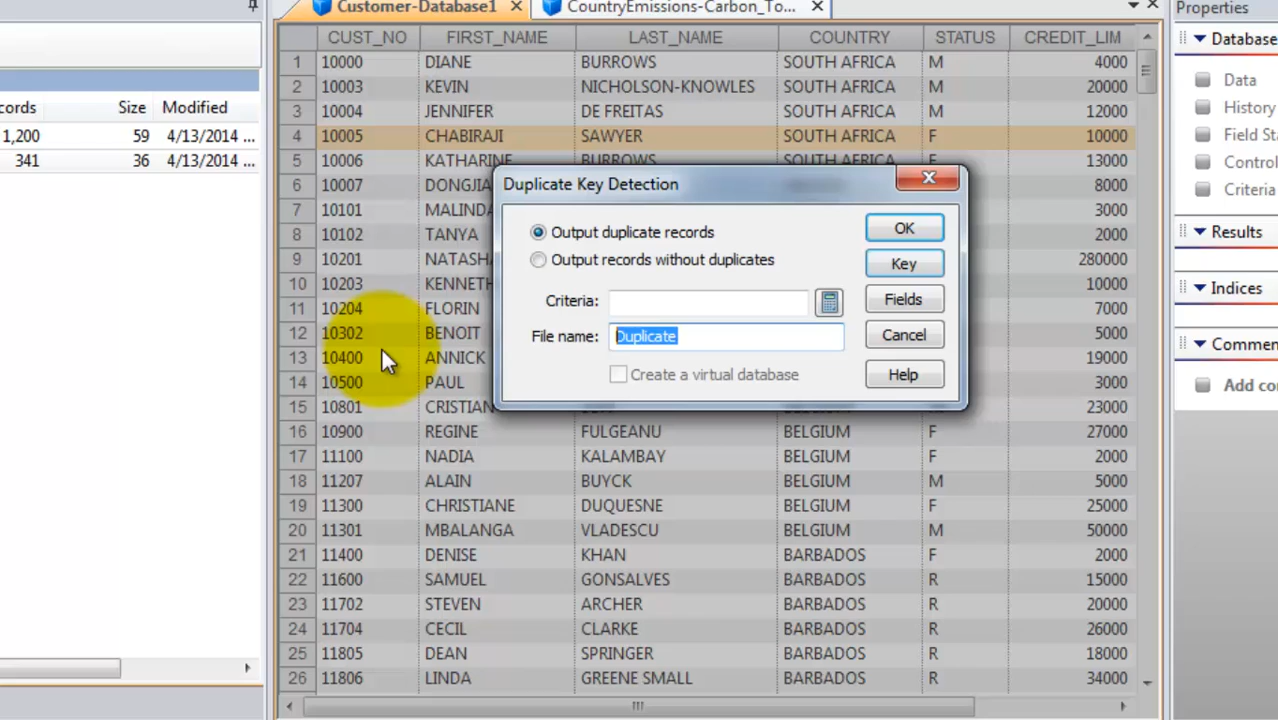 Customer-Database1
CountryEmissions-Carbon_To...
Properties
cords Size Modified
1,200 59 4/13/2014 ...
341 36 4/13/2014 ...
CUST_NO FIRST_NAME LAST_NAME COUNTRY STATUS CREDIT_LIM
1 10000 DIANE BURROWS SOUTH AFRICA M 4000
2 10003 KEVIN NICHOLSON-KNOWLES SOUTH AFRICA M 20000
3 10004 JENNIFER DE FREITAS SOUTH AFRICA M 12000
4 10005 CHABIRAJI SAWYER SOUTH AFRICA F 10000
5 10006 KATHARINE BURROWS SOUTH AFRICA F 13000
6 10007 DONGJIA 8000
7 10101 MALINDA 3000
8 10102 TANYA 2000
9 10201 NATASHA 280000
10 10203 KENNETH 10000
11 10204 FLORIN 7000
12 10302 BENOIT 5000
13 10400 ANNICK 19000
14 10500 PAUL 3000
15 10801 CRISTIAN 23000
16 10900 REGINE FULGEANU BELGIUM F 27000
17 11100 NADIA KALAMBAY BELGIUM F 2000
18 11207 ALAIN BUYCK BELGIUM M 5000
19 11300 CHRISTIANE DUQUESNE BELGIUM F 25000
20 11301 MBALANGA VLADESCU BELGIUM M 50000
21 11400 DENISE KHAN BARBADOS F 2000
22 11600 SAMUEL GONSALVES BARBADOS R 15000
23 11702 STEVEN ARCHER BARBADOS R 20000
24 11704 CECIL CLARKE BARBADOS R 26000
25 11805 DEAN SPRINGER BARBADOS R 18000
26 11806 LINDA GREENE SMALL BARBADOS R 34000
Duplicate Key Detection
Output duplicate records
Output records without duplicates
Criteria:
File name: Duplicate
Create a virtual database
OK
Key
Fields
Cancel
Help
Database
Data
History
Field Sta
Control
Criteria
Results
Indices
Commen
Add co